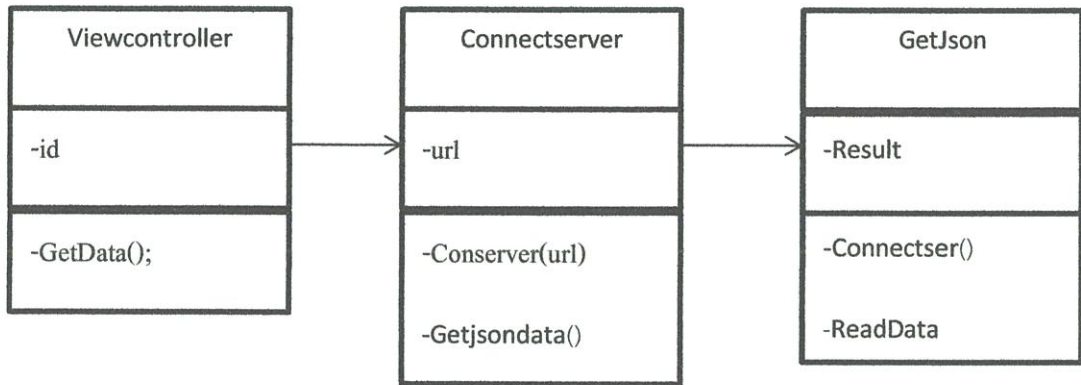 Viewcontroller
-id
-GetData();
Connectserver
-url
-Conserver(url)
-Getjsondata()
GetJson
-Result
-Connectser()
-ReadData